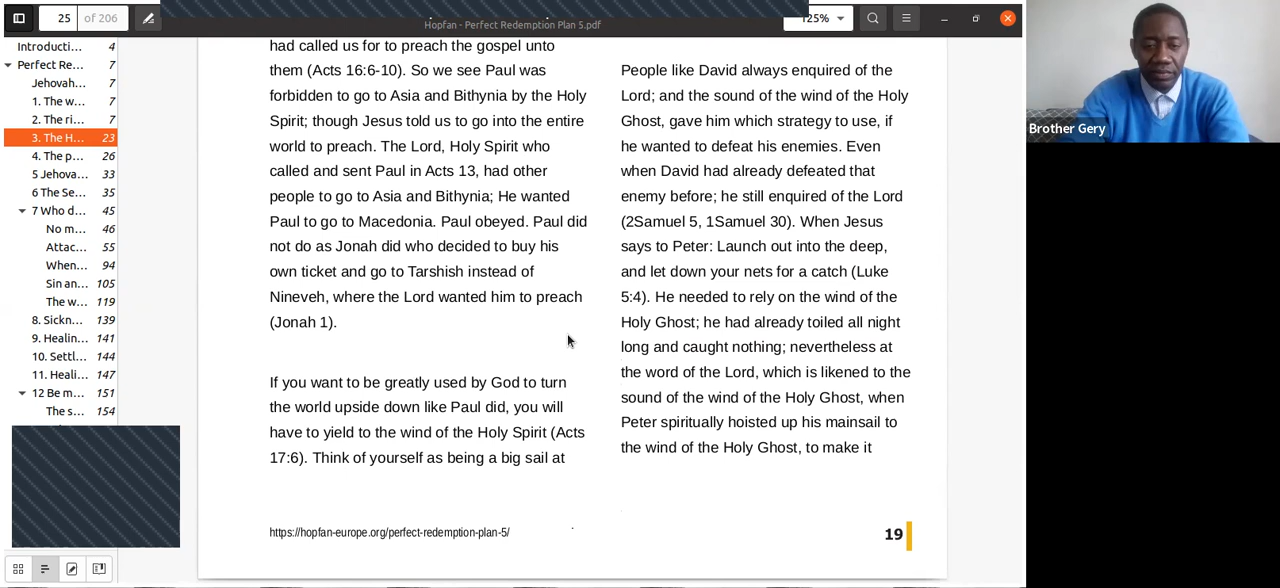 25 of 206
Hopfan - Perfect Redemption Plan 5.pdf
125%
Introducti... 4
Perfect Re... 7
Jehovah... 7
1. The w... 7
2. The ri... 7
3. The H... 23
4. The p... 26
5 Jehova... 33
6 The Se... 35
7 Who d... 45
No m... 46
Attac... 55
When... 94
Sin an... 105
The w... 119
8. Sickn... 139
9. Healin... 141
10. Settl... 144
11. Heali... 147
12 Be m... 151
The s... 154
had called us for to preach the gospel unto
them (Acts 16:6-10). So we see Paul was
forbidden to go to Asia and Bithynia by the Holy
Spirit; though Jesus told us to go into the entire
world to preach. The Lord, Holy Spirit who
called and sent Paul in Acts 13, had other
people to go to Asia and Bithynia; He wanted
Paul to go to Macedonia. Paul obeyed. Paul did
not do as Jonah did who decided to buy his
own ticket and go to Tarshish instead of
Nineveh, where the Lord wanted him to preach
(Jonah 1).
If you want to be greatly used by God to turn
the world upside down like Paul did, you will
have to yield to the wind of the Holy Spirit (Acts
17:6). Think of yourself as being a big sail at
People like David always enquired of the
Lord; and the sound of the wind of the Holy
Ghost, gave him which strategy to use, if
he wanted to defeat his enemies. Even
when David had already defeated that
enemy before; he still enquired of the Lord
(2Samuel 5, 1Samuel 30). When Jesus
says to Peter: Launch out into the deep,
and let down your nets for a catch (Luke
5:4). He needed to rely on the wind of the
Holy Ghost; he had already toiled all night
long and caught nothing; nevertheless at
the word of the Lord, which is likened to the
sound of the wind of the Holy Ghost, when
Peter spiritually hoisted up his mainsail to
the wind of the Holy Ghost, to make it
https://hopfan-europe.org/perfect-redemption-plan-5/
19
Brother Gery